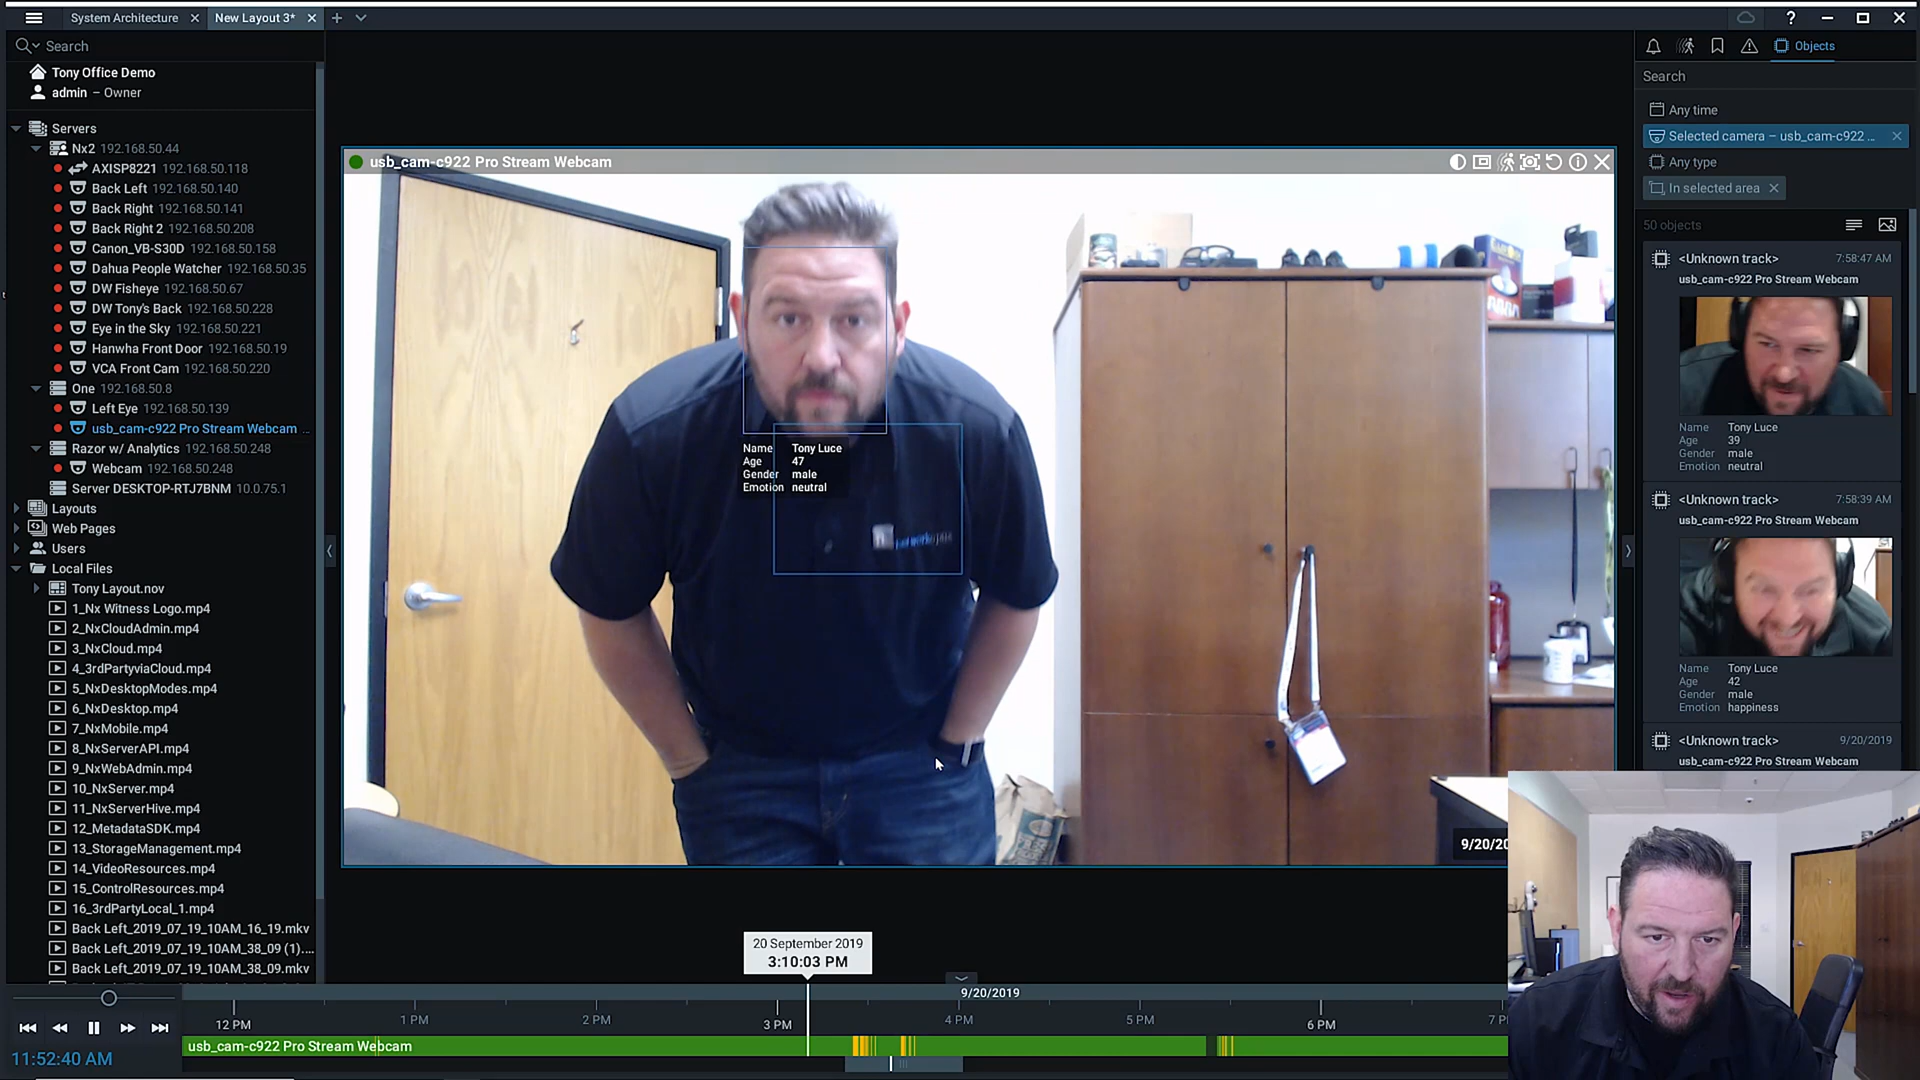 System Architecture
New Layout 3*
Search
Tony Office Demo
admin – Owner
Servers
Nx2 192.168.50.44
AXISP8221 192.168.50.118
Back Left 192.168.50.140
Back Right 192.168.50.141
Back Right 2 192.168.50.208
Canon_VB-S30D 192.168.50.158
Dahua People Watcher 192.168.50.35
DW Fisheye 192.168.50.67
DW Tony's Back 192.168.50.228
Eye in the Sky 192.168.50.221
Hanwha Front Door 192.168.50.19
VCA Front Cam 192.168.50.220
One 192.168.50.8
Left Eye 192.168.50.139
usb_cam-c922 Pro Stream Webcam ...
Razor w/ Analytics 192.168.50.248
Webcam 192.168.50.248
Server DESKTOP-RTJ7BNM 10.0.75.1
Layouts
Web Pages
Users
Local Files
Tony Layout.nov
1_Nx Witness Logo.mp4
2_NxCloudAdmin.mp4
3_NxCloud.mp4
4_3rdPartyviaCloud.mp4
5_NxDesktopModes.mp4
6_NxDesktop.mp4
7_NxMobile.mp4
8_NxServerAPI.mp4
9_NxWebAdmin.mp4
10_NxServer.mp4
11_NxServerHive.mp4
12_MetadataSDK.mp4
13_StorageManagement.mp4
14_VideoResources.mp4
15_ControlResources.mp4
16_3rdPartyLocal_1.mp4
Back Left_2019_07_19_10AM_16_19.mkv
Back Left_2019_07_19_10AM_38_09 (1)....
Back Left_2019_07_19_10AM_38_09.mkv
usb_cam-c922 Pro Stream Webcam
Name Tony Luce
Age 47
Gender male
Emotion neutral
9/20/20
Objects
Search
Any time
Selected camera – usb_cam-c922 ...
Any type
In selected area
50 objects
<Unknown track> 7:58:47 AM
usb_cam-c922 Pro Stream Webcam
Name Tony Luce
Age 39
Gender male
Emotion neutral
<Unknown track> 7:58:39 AM
usb_cam-c922 Pro Stream Webcam
Name Tony Luce
Age 42
Gender male
Emotion happiness
<Unknown track> 9/20/2019
usb_cam-c922 Pro Stream Webcam
20 September 2019
3:10:03 PM
9/20/2019
12 PM
1 PM
2 PM
3 PM
4 PM
5 PM
6 PM
7 P
usb_cam-c922 Pro Stream Webcam
11:52:40 AM